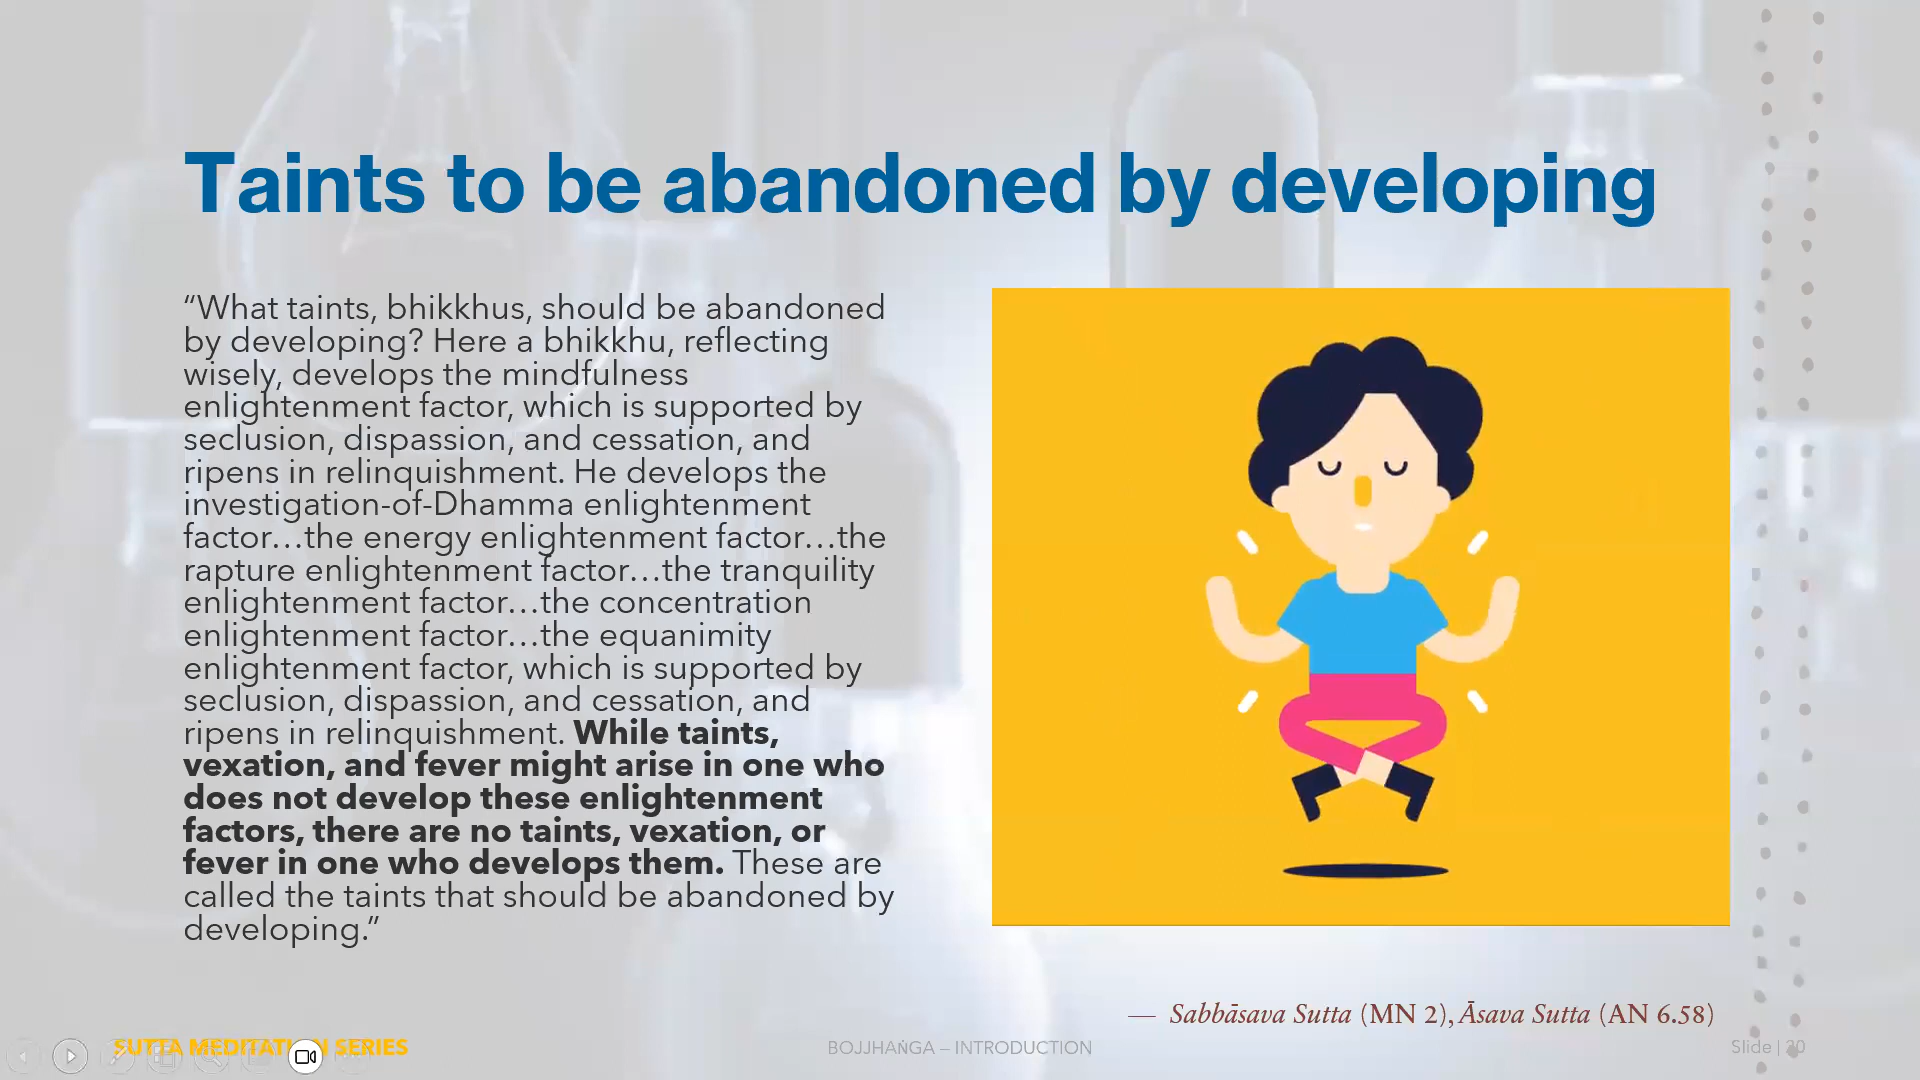 Taints to be abandoned by developing
“What taints, bhikkhus, should be abandoned
by developing? Here a bhikkhu, reflecting
wisely, develops the mindfulness
enlightenment factor, which is supported by
seclusion, dispassion, and cessation, and
ripens in relinquishment. He develops the
investigation-of-Dhamma enlightenment
factor…the energy enlightenment factor…the
rapture enlightenment factor…the tranquility
enlightenment factor…the concentration
enlightenment factor…the equanimity
enlightenment factor, which is supported by
seclusion, dispassion, and cessation, and
ripens in relinquishment. While taints,
vexation, and fever might arise in one who
does not develop these enlightenment
factors, there are no taints, vexation, or
fever in one who develops them. These are
called the taints that should be abandoned by
developing.”
— Sabbāsava Sutta (MN 2), Āsava Sutta (AN 6.58)
SUTTA MEDITATION SERIES
BOJJHAṄGA – INTRODUCTION
Slide | 20